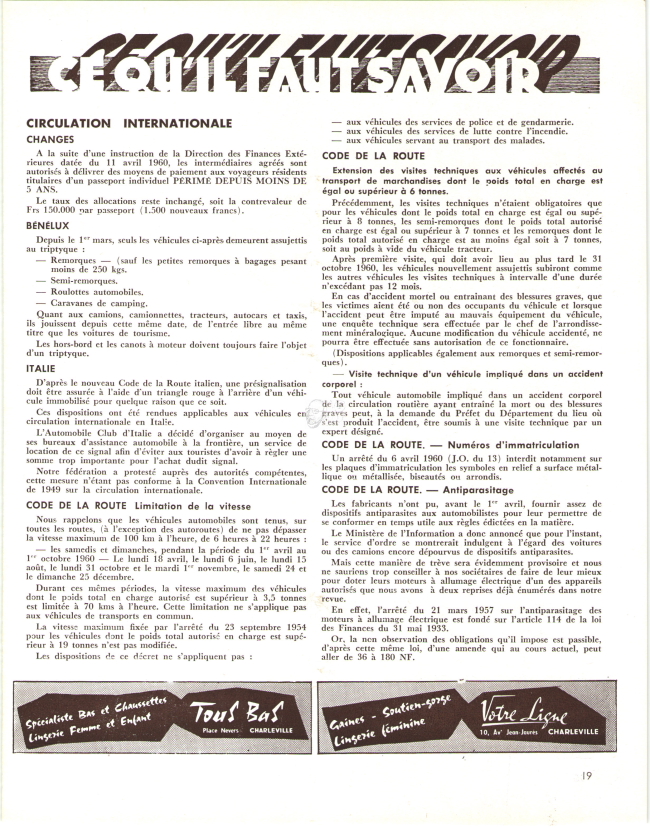 CE QU'IL FAUT SAVOIR
CIRCULATION INTERNATIONALE
CHANGES
A la suite d'une instruction de la Direction des Finances Exté-
rieures datée du 11 avril 1960, les intermédiaires agréés sont
autorisés à délivrer des moyens de paiement aux voyageurs résidents
titulaires d'un passeport individuel PERIMÉ DEPUIS MOINS DE
5 ANS.
Le taux des allocations reste inchangé, soit la contrevaleur de
Frs 150.000 par passeport (1.500 nouveaux francs).
BÉNÉLUX
Depuis le 1er mars, seuls les véhicules ci-après demeurent assujettis
au triptyque :
— Remorques — (sauf les petites remorques à bagages pesant
moins de 250 kgs.
— Semi-remorques.
— Roulottes automobiles.
— Caravanes de camping.
Quant aux camions, camionnettes, tracteurs, autocars et taxis,
ils jouissent depuis cette même date, de l'entrée libre au même
titre que les voitures de tourisme.
Les hors-bord et les canots à moteur doivent toujours faire l'objet
d'un triptyque.
ITALIE
D'après le nouveau Code de la Route italien, une présignalisation
doit être assurée à l'aide d'un triangle rouge à l'arrière d'un véhi-
cule immobilisé pour quelque raison que ce soit.
Ces dispositions ont été rendues applicables aux véhicules en
circulation internationale en Italie.
L'Automobile Club d'Italie a décidé d'organiser au moyen de
ses bureaux d'assistance automobile à la frontière, un service de
location de ce signal afin d'éviter aux touristes d'avoir à régler une
somme trop importante pour l'achat dudit signal.
Notre fédération a protesté auprès des autorités compétentes,
cette mesure n'étant pas conforme à la Convention Internationale
de 1949 sur la circulation internationale.
CODE DE LA ROUTE Limitation de la vitesse
Nous rappelons que les véhicules automobiles sont tenus, sur
toutes les routes, (à l'exception des autoroutes) de ne pas dépasser
la vitesse maximum de 100 km à l'heure, de 6 heures à 22 heures :
— les samedis et dimanches, pendant la période du 1er avril au
1er octobre 1960 — Le lundi 18 avril, le lundi 6 juin, le lundi 15
août, le lundi 31 octobre et le mardi 1er novembre, le samedi 24 et
le dimanche 25 décembre.
Durant ces mêmes périodes, la vitesse maximum des véhicules
dont le poids total en charge autorisé est supérieur à 3,5 tonnes
est limitée à 70 kms à l'heure. Cette limitation ne s'applique pas
aux véhicules de transports en commun.
La vitesse maximum fixée par l'arrêté du 23 septembre 1954
pour les véhicules dont le poids total autorisé en charge est supé-
rieur à 19 tonnes n'est pas modifiée.
Les dispositions de ce décret ne s'appliquent pas :
— aux véhicules des services de police et de gendarmerie.
— aux véhicules des services de lutte contre l'incendie.
— aux véhicules servant au transport des malades.
CODE DE LA ROUTE
Extension des visites techniques aux véhicules affectés au
transport de marchandises dont le poids total en charge est
égal ou supérieur à 6 tonnes.
Précédemment, les visites techniques n'étaient obligatoires que
pour les véhicules dont le poids total en charge est égal ou supé-
rieur à 8 tonnes, les semi-remorques dont le poids total autorisé
en charge est égal ou supérieur à 7 tonnes et les remorques dont le
poids total autorisé en charge est au moins égal soit à 7 tonnes,
soit au poids à vide du véhicule tracteur.
Après première visite, qui doit avoir lieu au plus tard le 31
octobre 1960, les véhicules nouvellement assujettis subiront comme
les autres véhicules les visites techniques à intervalle d'une durée
n'excédant pas 12 mois.
En cas d'accident mortel ou entraînant des blessures graves, que
les victimes aient été ou non des occupants du véhicule et lorsque
l'accident peut être imputé au mauvais équipement du véhicule,
une enquête technique sera effectuée par le chef de l'arrondisse-
ment minéralogique. Aucune modification du véhicule accidenté, ne
pourra être effectuée sans autorisation de ce fonctionnaire.
(Dispositions applicables également aux remorques et semi-remor-
ques).
— Visite technique d'un véhicule impliqué dans un accident
corporel :
Tout véhicule automobile impliqué dans un accident corporel
de la circulation routière ayant entraîné la mort ou des blessures
graves peut, à la demande du Préfet du Département du lieu où
s'est produit l'accident, être soumis à une visite technique par un
expert désigné.
CODE DE LA ROUTE. — Numéros d'immatriculation
Un arrêté du 6 avril 1960 (J.O. du 13) interdit notamment sur
les plaques d'immatriculation les symboles en relief a surface métal-
lique ou métallisée, biseautés ou arrondis.
CODE DE LA ROUTE. — Antiparasitage
Les fabricants n'ont pu, avant le 1er avril, fournir assez de
dispositifs antiparasites aux automobilistes pour leur permettre de
se conformer en temps utile aux règles édictées en la matière.
Le Ministère de l'Information a donc annoncé que pour l'instant,
le service d'ordre se montrerait indulgent à l'égard des voitures
ou des camions encore dépourvus de dispositifs antiparasites.
Mais cette manière de trève sera évidemment provisoire et nous
ne saurions trop conseiller à nos sociétaires de faire de leur mieux
pour doter leurs moteurs à allumage électrique d'un des appareils
autorisés que nous avons à deux reprises déjà énumérés dans notre
revue.
En effet, l'arrêté du 21 mars 1957 sur l'antiparasitage des
moteurs à allumage électrique est fondé sur l'article 114 de la loi
des Finances du 31 mai 1933.
Or, la non observation des obligations qu'il impose est passible,
d'après cette même loi, d'une amende qui au cours actuel, peut
aller de 36 à 180 NF.
Spécialiste Bas et Chaussettes
Lingerie Femme et Enfant
Tous Bas
Place Nevers CHARLEVILLE
Gaines - Soutien-gorge
Lingerie féminine
Votre Ligne
10, Avr Jean-Jaurès CHARLEVILLE
19